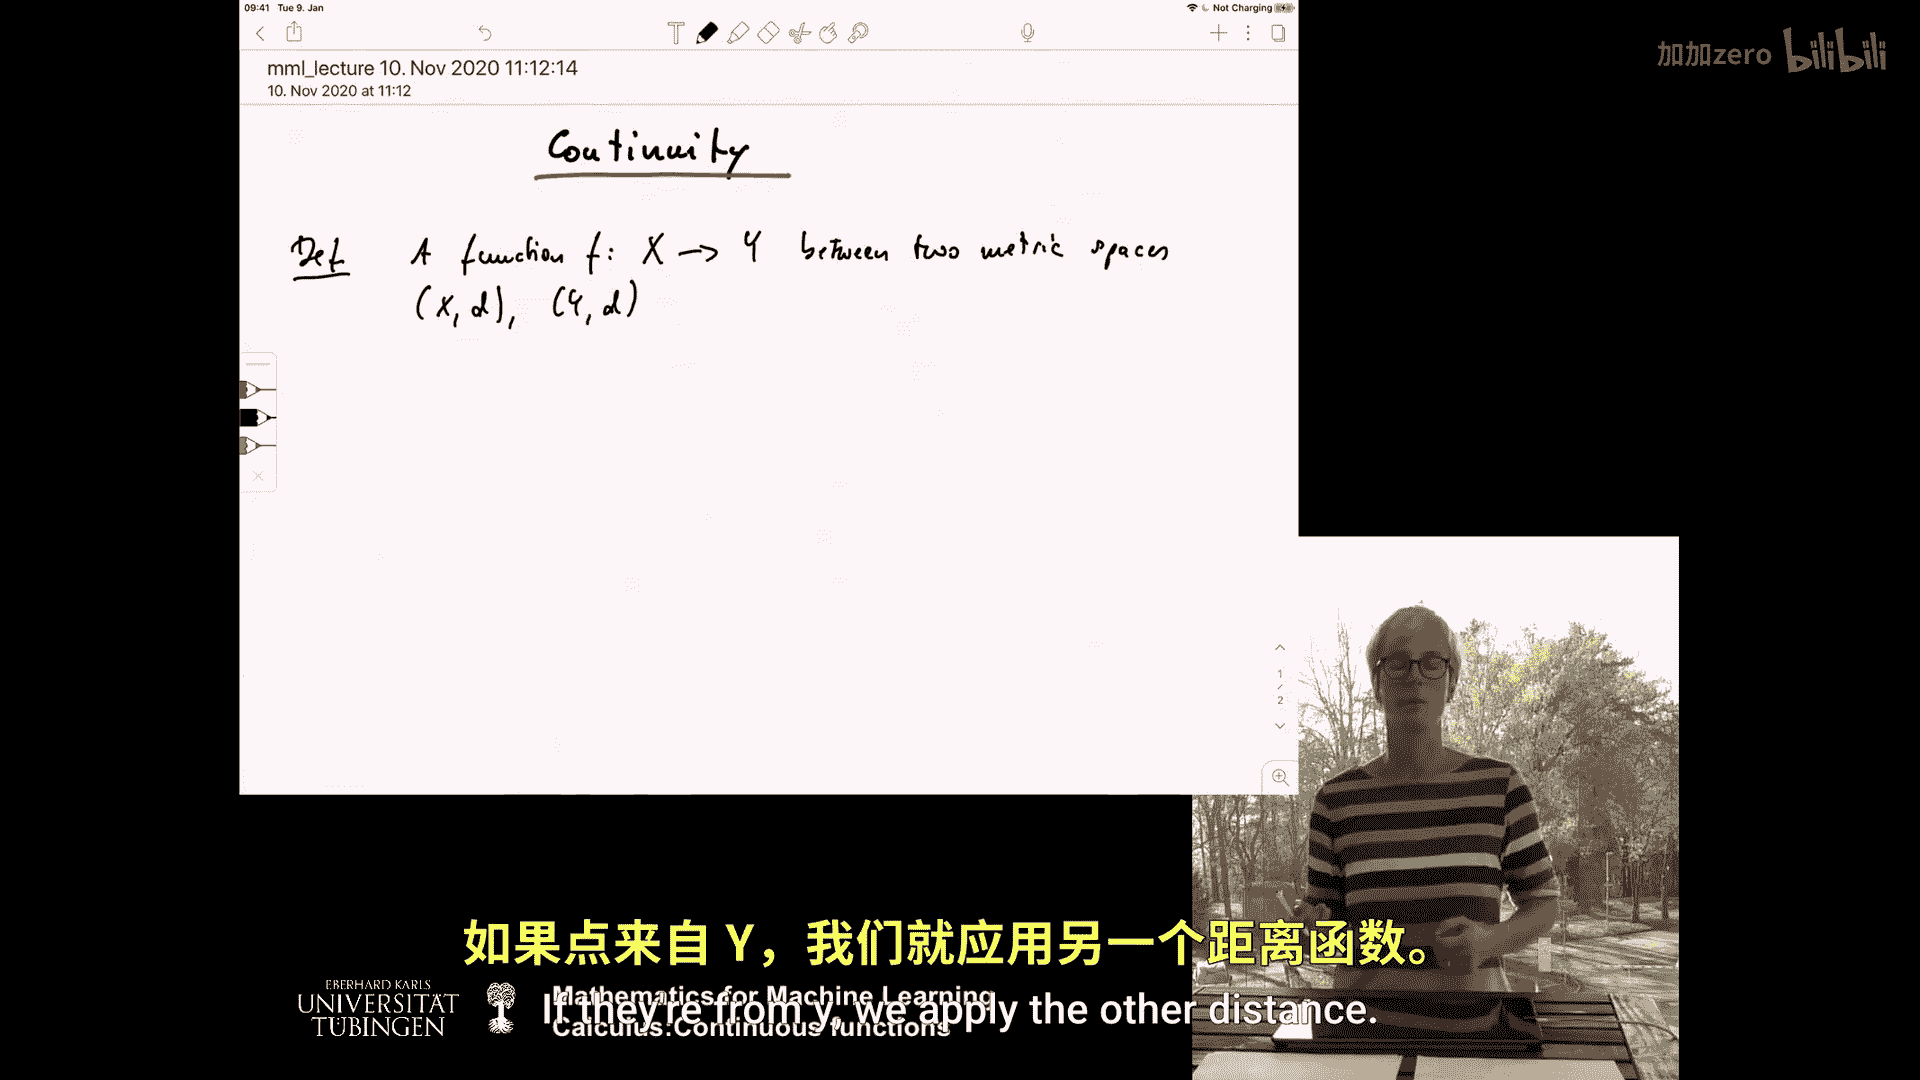 09:41 Tue 9. Jan
Not Charging
加加zero bilibili
mml_lecture 10. Nov 2020 11:12:14
10. Nov 2020 at 11:12
Continuity
Def A function f: X → Y between two metric spaces
(X, d), (Y, d)
1
2
如果点来自 Y，我们就应用另一个距离函数。
EBERHARD KARLS
UNIVERSITÄT
TÜBINGEN
Mathematics for Machine Learning
If they're from y, we apply the other distance.
Calculus: Continuous functions